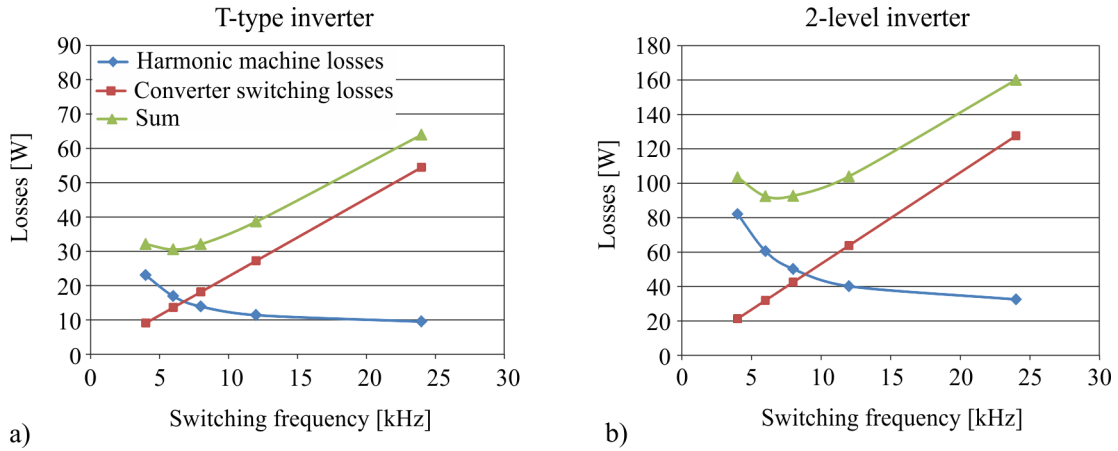 T-type inverter
90
80
70
60
50
40
30
20
10
0
Losses [W]
Harmonic machine losses
Converter switching losses
Sum
0 5 10 15 20 25 30
Switching frequency [kHz]
a)
2-level inverter
180
160
140
120
100
80
60
40
20
0
Losses [W]
0 5 10 15 20 25 30
Switching frequency [kHz]
b)